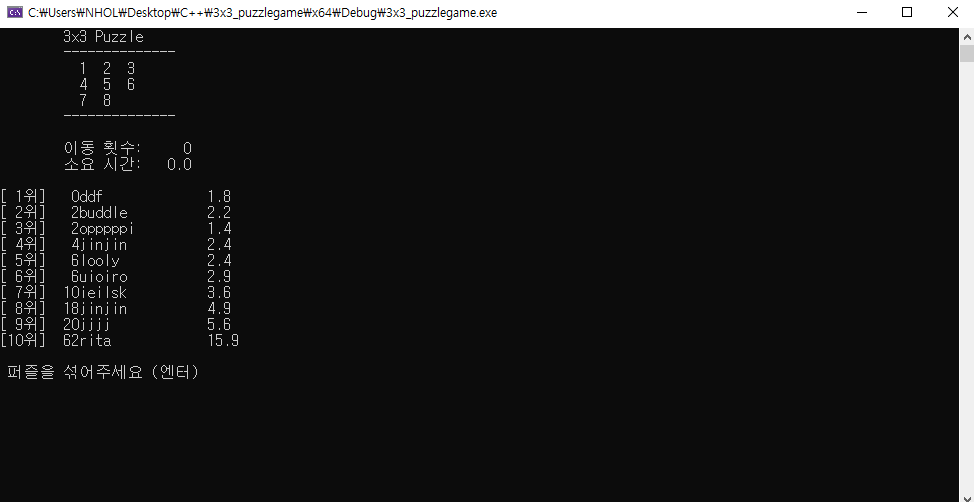 C:₩Users₩NHOL₩Desktop₩C++₩3x3_puzzlegame₩x64₩Debug₩3x3_puzzlegame.exe
3x3 Puzzle
--------------
1 2 3
4 5 6
7 8
--------------
이동 횟수: 0
소요 시간: 0.0
[ 1위] 0ddf 1.8
[ 2위] 2buddle 2.2
[ 3위] 2opppppi 1.4
[ 4위] 4jinjin 2.4
[ 5위] 6looly 2.4
[ 6위] 6uioiro 2.9
[ 7위] 10ieilsk 3.6
[ 8위] 18jinjin 4.9
[ 9위] 20jjjj 5.6
[10위] 62rita 15.9
퍼즐을 섞어주세요 (엔터)